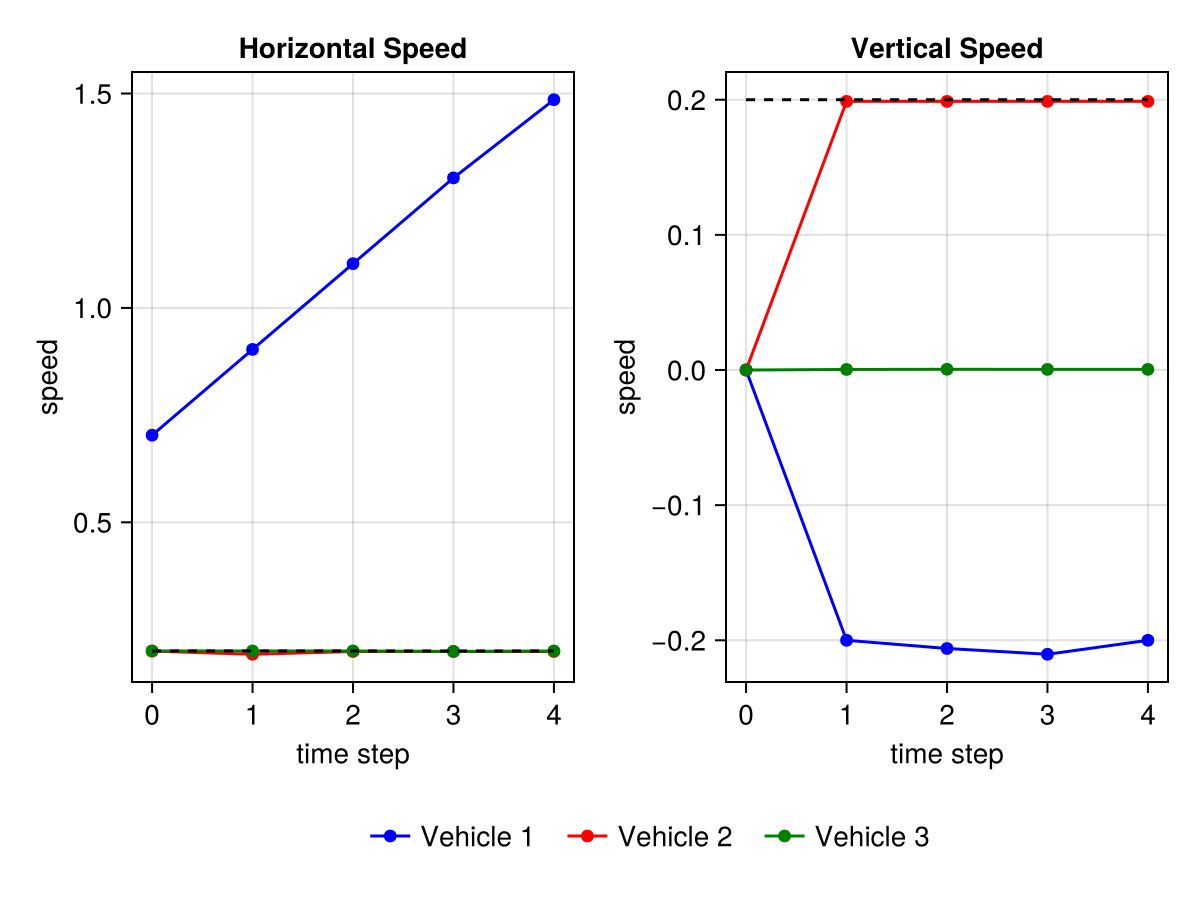 Horizontal Speed
1.5
1.0
0.5
speed
0 1 2 3 4
time step
Vertical Speed
0.2
0.1
0.0
−0.1
−0.2
speed
0 1 2 3 4
time step
Vehicle 1 Vehicle 2 Vehicle 3